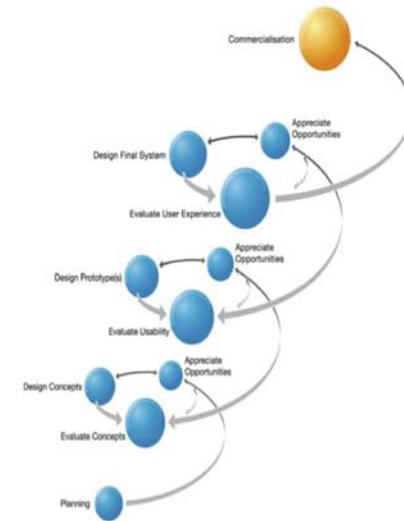 Commercialisation
Appreciate
Opportunities
Design Final System
Evaluate User Experience
Appreciate
Opportunities
Design Prototype(s)
Evaluate Usability
Appreciate
Opportunities
Design Concepts
Evaluate Concepts
Planning